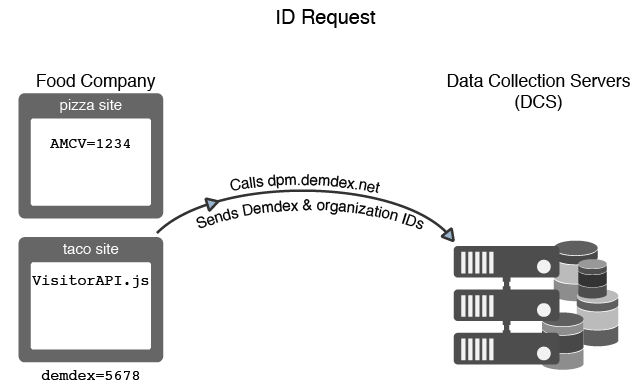 ID Request
Food Company
Data Collection Servers
(DCS)
pizza site
AMCV=1234
Calls dpm.demdex.net
Sends Demdex & organization IDs
taco site
VisitorAPI.js
demdex=5678